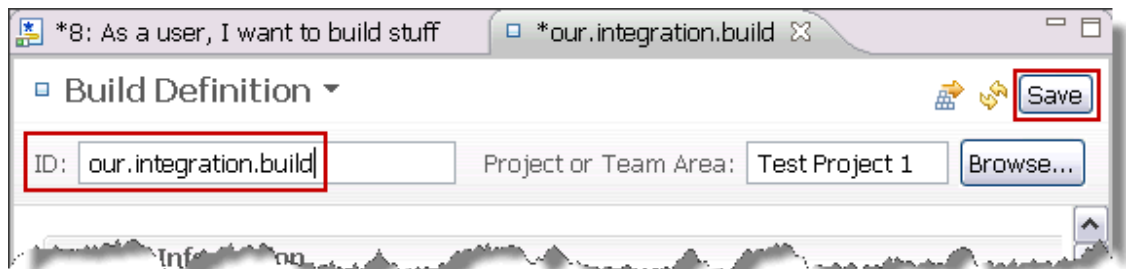 *8: As a user, I want to build stuff *our.integration.build
Build Definition Save
ID: our.integration.build Project or Team Area: Test Project 1 Browse...